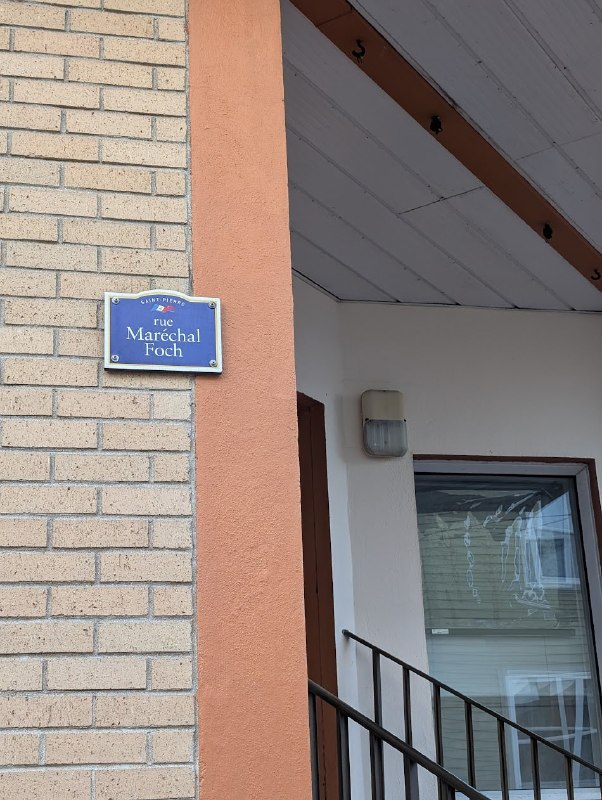 SAINT-PIERRE
rue
Maréchal
Foch